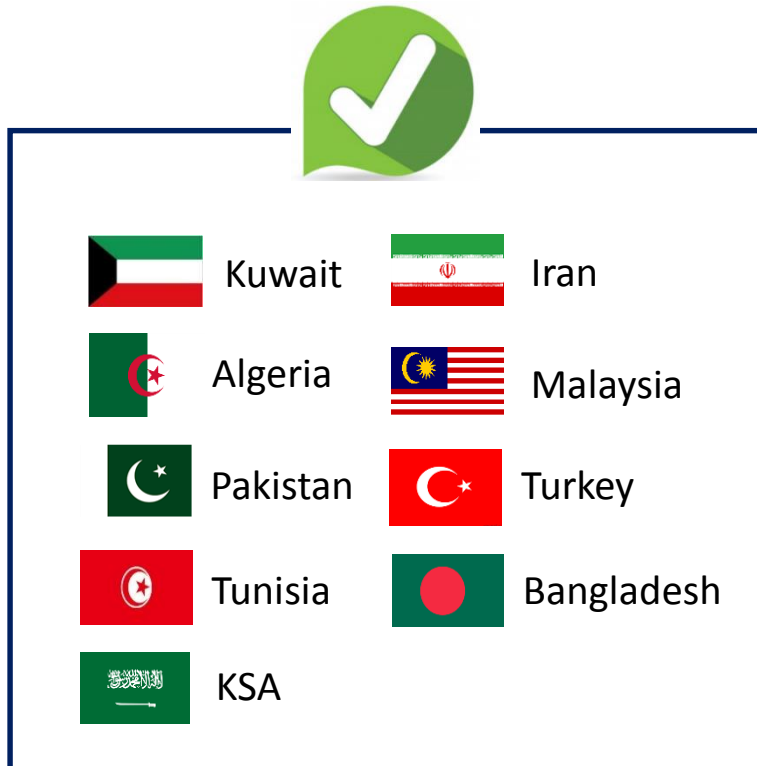 Kuwait
Iran
Algeria
Malaysia
Pakistan
Turkey
Tunisia
Bangladesh
KSA